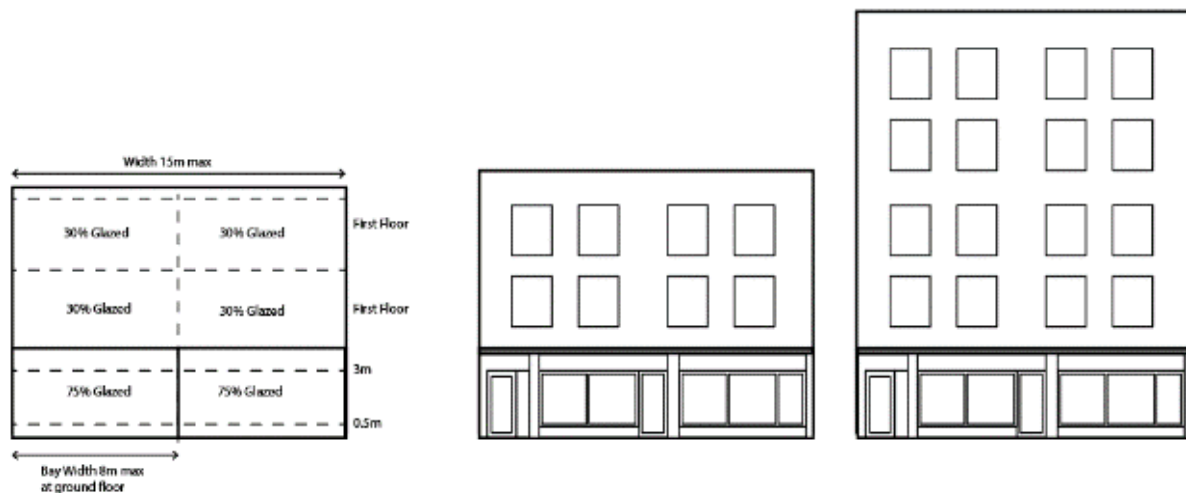 Width 15m max
30% Glazed
30% Glazed
First Floor
30% Glazed
30% Glazed
First Floor
3m
75% Glazed
75% Glazed
0.5m
Bay Width 8m max
at ground floor